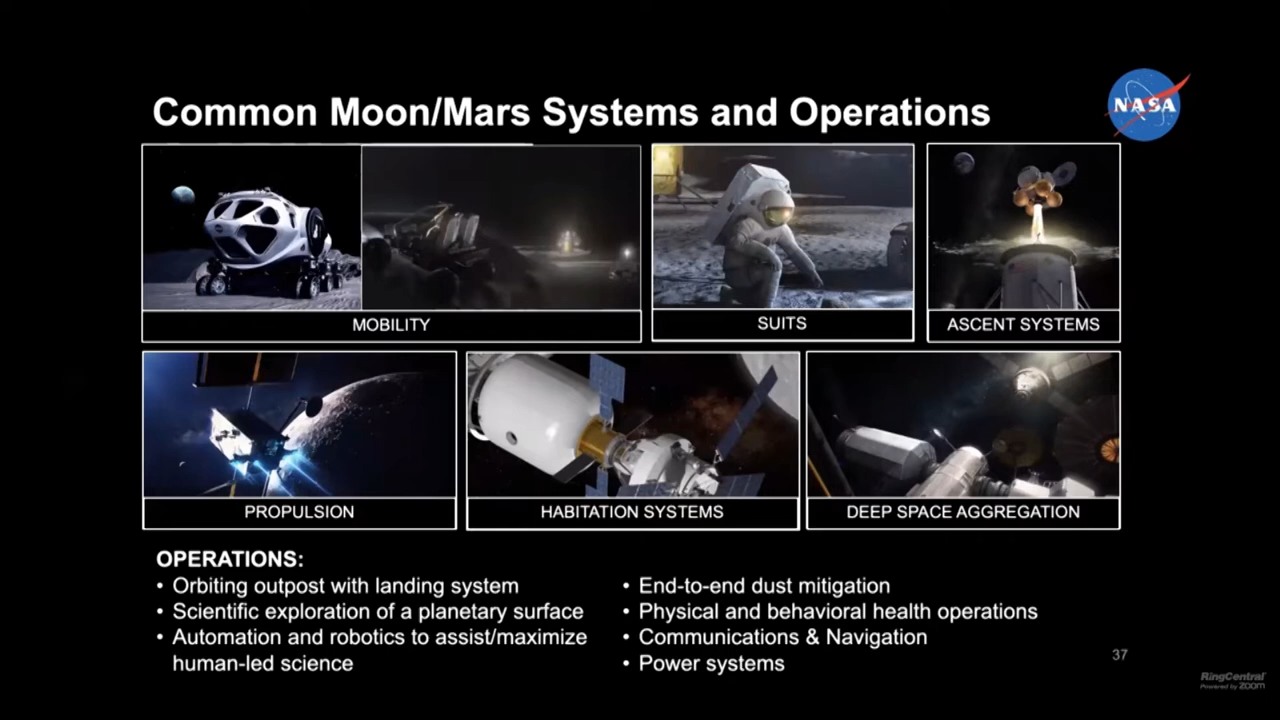 Common Moon/Mars Systems and Operations
NASA
MOBILITY
SUITS
ASCENT SYSTEMS
PROPULSION
HABITATION SYSTEMS
DEEP SPACE AGGREGATION
OPERATIONS:
• Orbiting outpost with landing system
• Scientific exploration of a planetary surface
• Automation and robotics to assist/maximize
human-led science
• End-to-end dust mitigation
• Physical and behavioral health operations
• Communications & Navigation
• Power systems
37
RingCentral
Powered by zoom